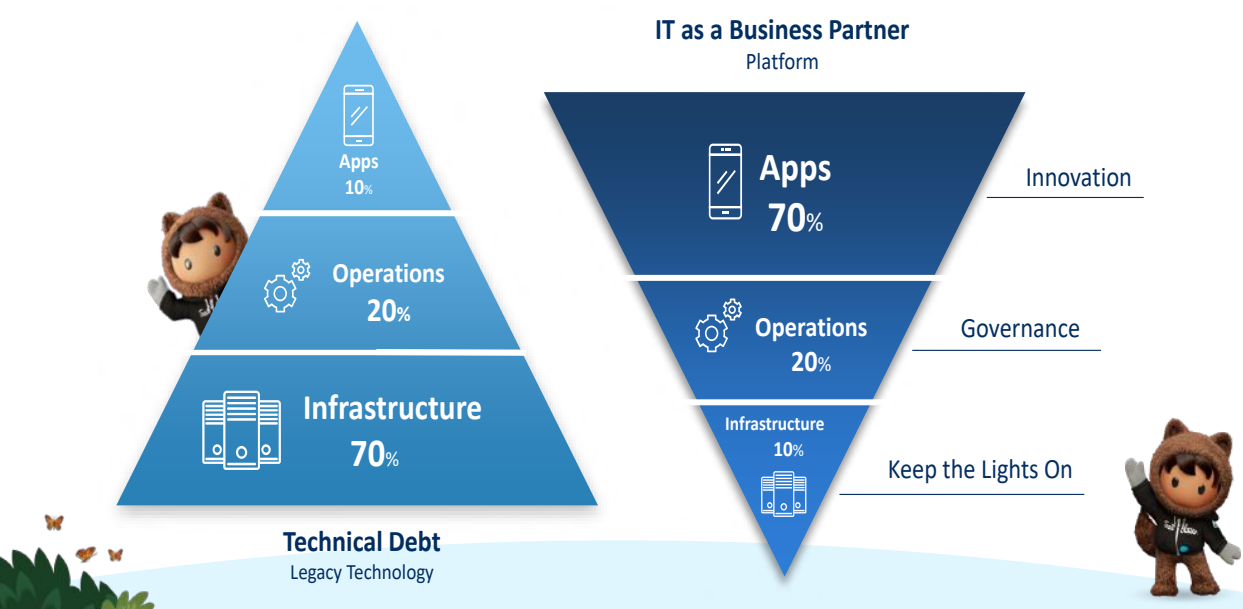 Apps
10%
Operations
20%
Infrastructure
70%
Technical Debt
Legacy Technology
IT as a Business Partner
Platform
Apps
70%
Innovation
Operations
20%
Governance
Infrastructure
10%
Keep the Lights On